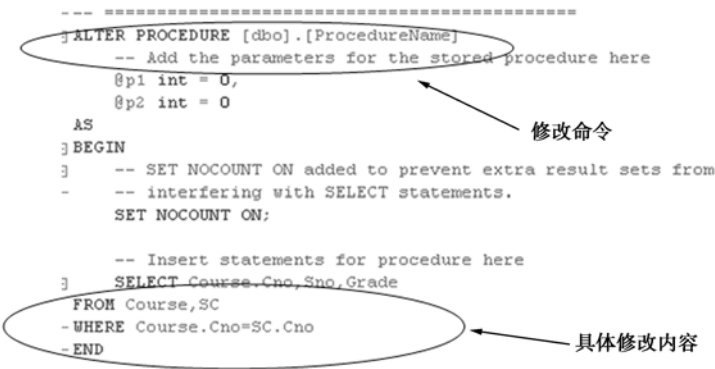 --- =============================================
ALTER PROCEDURE [dbo].[ProcedureName]
-- Add the parameters for the stored procedure here
@p1 int = 0,
@p2 int = 0
AS
BEGIN
-- SET NOCOUNT ON added to prevent extra result sets from
-- interfering with SELECT statements.
SET NOCOUNT ON;
-- Insert statements for procedure here
SELECT Course.Cno,Sno,Grade
FROM Course,SC
WHERE Course.Cno=SC.Cno
END
修改命令
具体修改内容